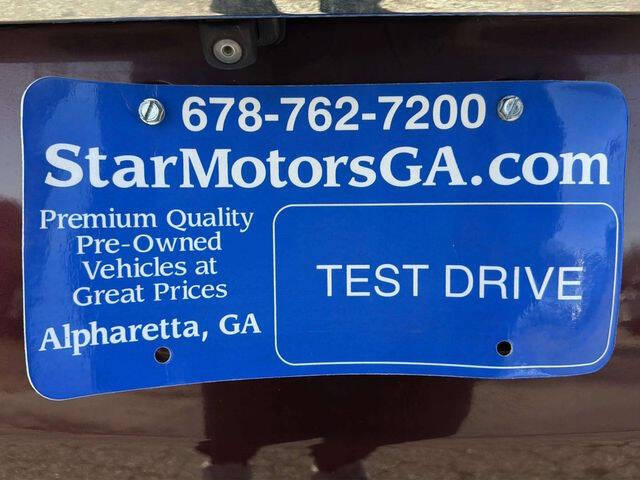 678-762-7200
StarMotorsGA.com
Premium Quality
Pre-Owned
Vehicles at
Great Prices
Alpharetta, GA
TEST DRIVE